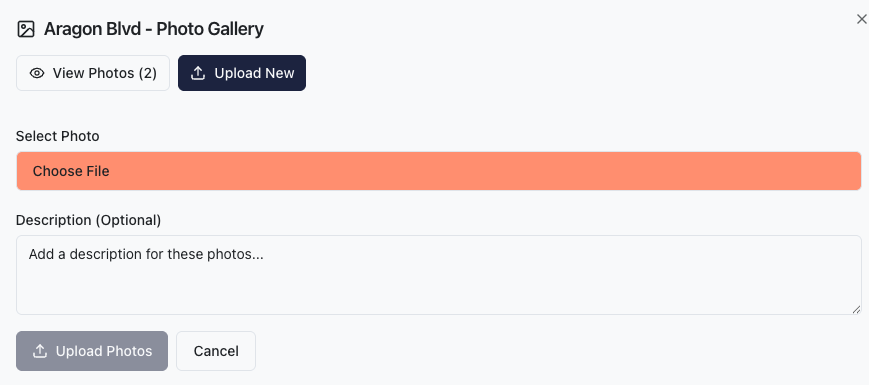 Aragon Blvd - Photo Gallery
View Photos (2)
Upload New
Select Photo
Choose File
Description (Optional)
Add a description for these photos...
Upload Photos
Cancel